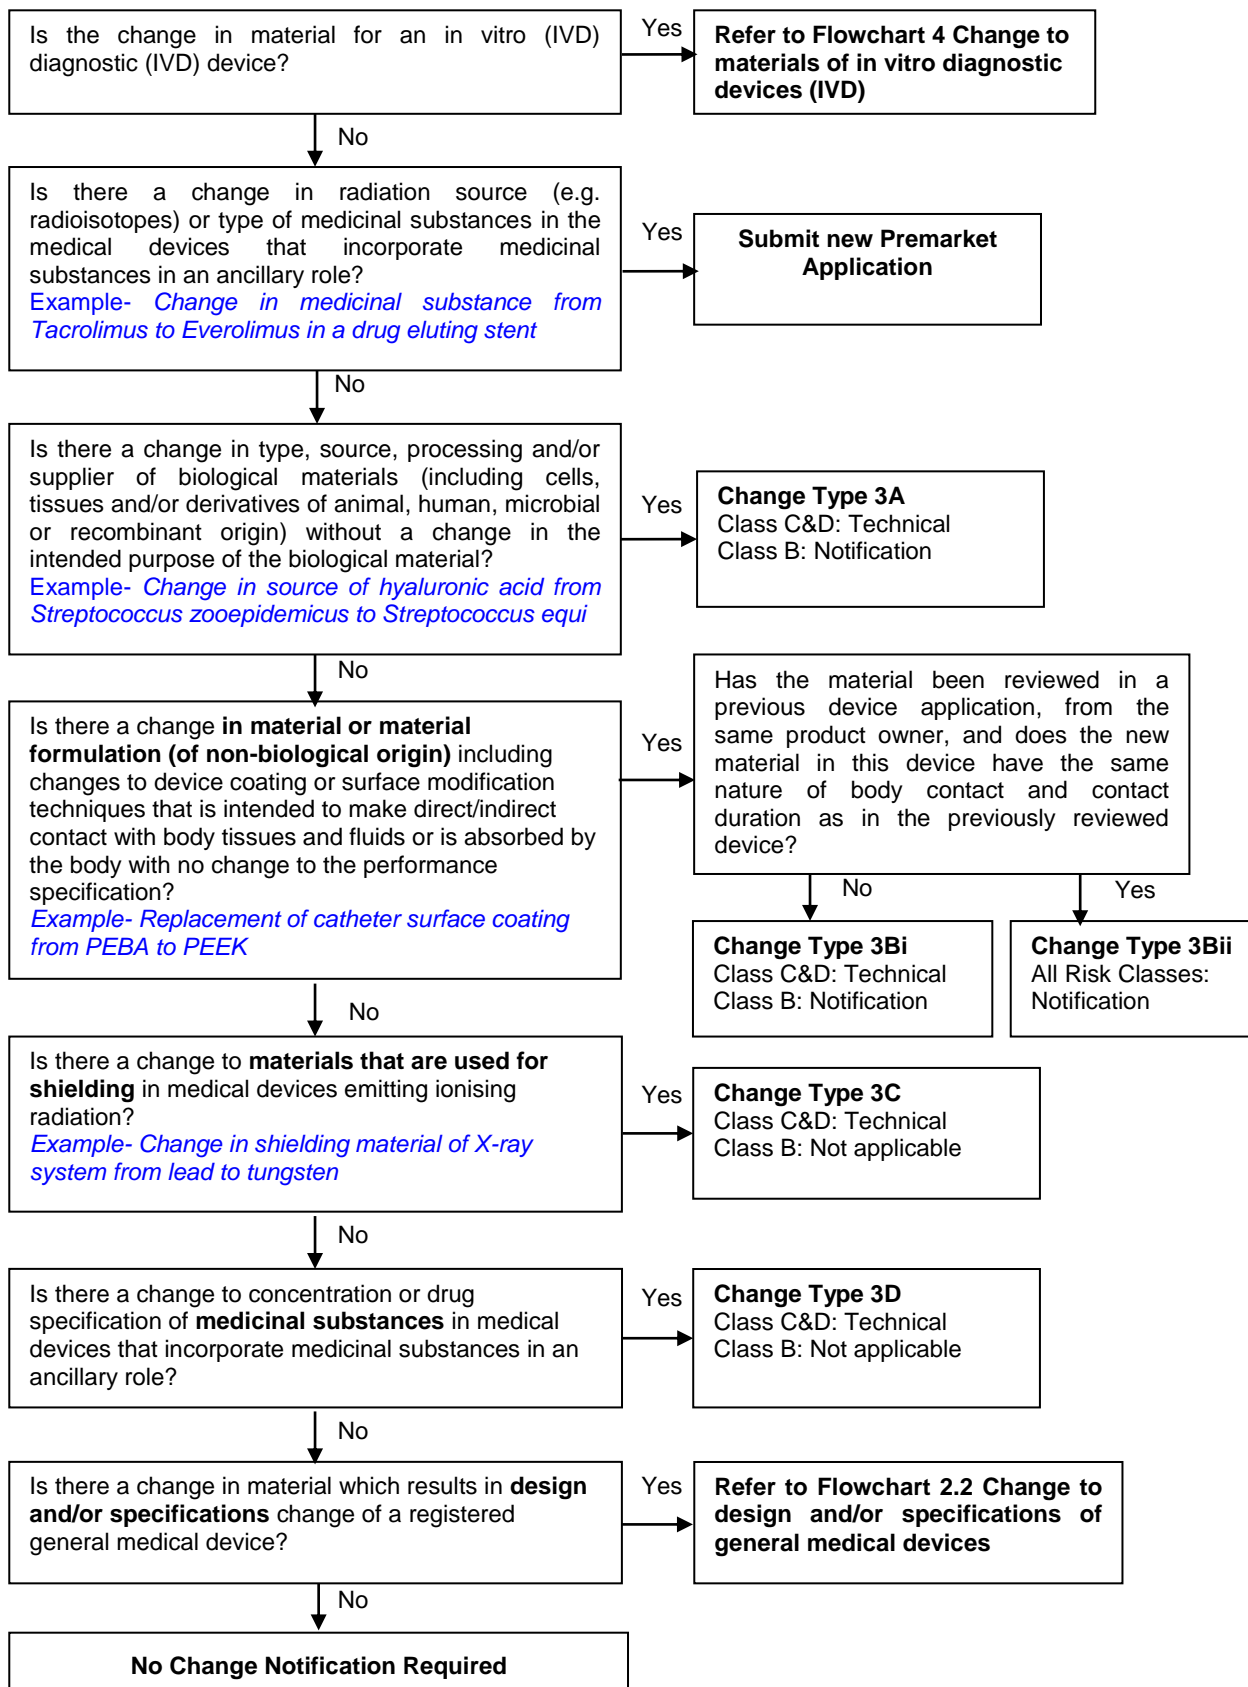 Is the change in material for an in vitro (IVD)
diagnostic (IVD) device?
Yes
Refer to Flowchart 4 Change to
materials of in vitro diagnostic
devices (IVD)
No
Is there a change in radiation source (e.g.
radioisotopes) or type of medicinal substances in the
medical devices that incorporate medicinal
substances in an ancillary role?
Example- Change in medicinal substance from
Tacrolimus to Everolimus in a drug eluting stent
Yes
Submit new Premarket
Application
No
Is there a change in type, source, processing and/or
supplier of biological materials (including cells,
tissues and/or derivatives of animal, human, microbial
or recombinant origin) without a change in the
intended purpose of the biological material?
Example- Change in source of hyaluronic acid from
Streptococcus zooepidemicus to Streptococcus equi
Yes
Change Type 3A
Class C&D: Technical
Class B: Notification
No
Is there a change in material or material
formulation (of non-biological origin) including
changes to device coating or surface modification
techniques that is intended to make direct/indirect
contact with body tissues and fluids or is absorbed by
the body with no change to the performance
specification?
Example- Replacement of catheter surface coating
from PEBA to PEEK
Yes
Has the material been reviewed in a
previous device application, from the
same product owner, and does the new
material in this device have the same
nature of body contact and contact
duration as in the previously reviewed
device?
No
Yes
Change Type 3Bi
Class C&D: Technical
Class B: Notification
Change Type 3Bii
All Risk Classes:
Notification
No
Is there a change to materials that are used for
shielding in medical devices emitting ionising
radiation?
Example- Change in shielding material of X-ray
system from lead to tungsten
Yes
Change Type 3C
Class C&D: Technical
Class B: Not applicable
No
Is there a change to concentration or drug
specification of medicinal substances in medical
devices that incorporate medicinal substances in an
ancillary role?
Yes
Change Type 3D
Class C&D: Technical
Class B: Not applicable
No
Is there a change in material which results in design
and/or specifications change of a registered
general medical device?
Yes
Refer to Flowchart 2.2 Change to
design and/or specifications of
general medical devices
No
No Change Notification Required